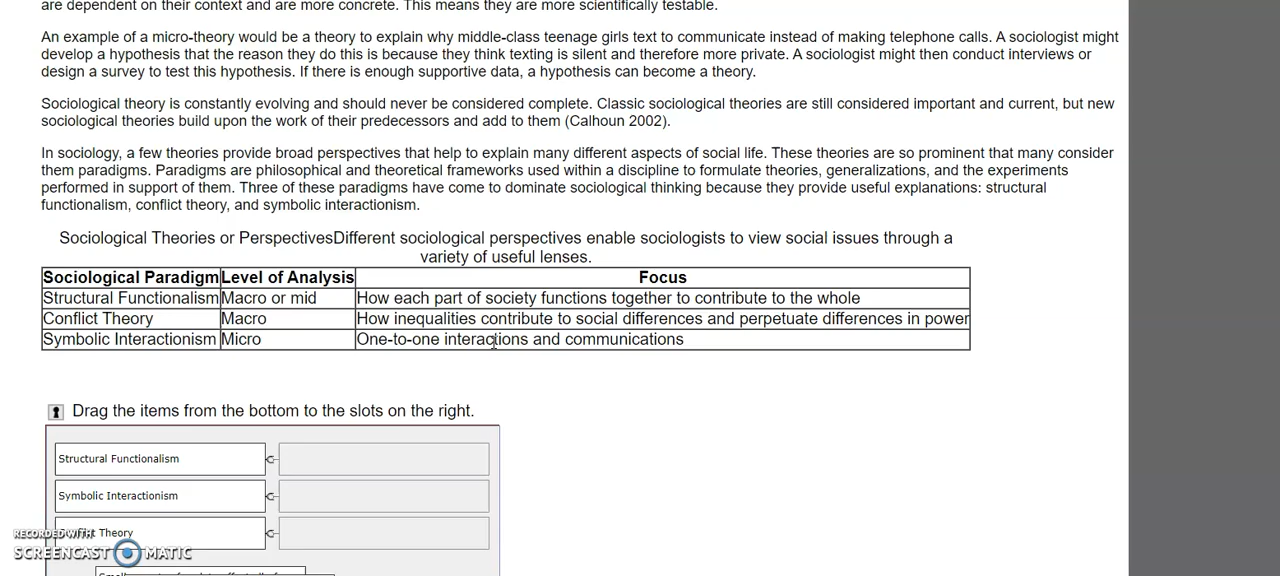 are dependent on their context and are more concrete. This means they are more scientifically testable.
An example of a micro-theory would be a theory to explain why middle-class teenage girls text to communicate instead of making telephone calls. A sociologist might
develop a hypothesis that the reason they do this is because they think texting is silent and therefore more private. A sociologist might then conduct interviews or
design a survey to test this hypothesis. If there is enough supportive data, a hypothesis can become a theory.
Sociological theory is constantly evolving and should never be considered complete. Classic sociological theories are still considered important and current, but new
sociological theories build upon the work of their predecessors and add to them (Calhoun 2002).
In sociology, a few theories provide broad perspectives that help to explain many different aspects of social life. These theories are so prominent that many consider
them paradigms. Paradigms are philosophical and theoretical frameworks used within a discipline to formulate theories, generalizations, and the experiments
performed in support of them. Three of these paradigms have come to dominate sociological thinking because they provide useful explanations: structural
functionalism, conflict theory, and symbolic interactionism.
Sociological Theories or PerspectivesDifferent sociological perspectives enable sociologists to view social issues through a
variety of useful lenses.
Sociological Paradigm Level of Analysis Focus
Structural Functionalism Macro or mid How each part of society functions together to contribute to the whole
Conflict Theory Macro How inequalities contribute to social differences and perpetuate differences in power
Symbolic Interactionism Micro One-to-one interactions and communications
Drag the items from the bottom to the slots on the right.
Structural Functionalism
Symbolic Interactionism
Theory
RECORDED WITH
SCREENCAST MATIC